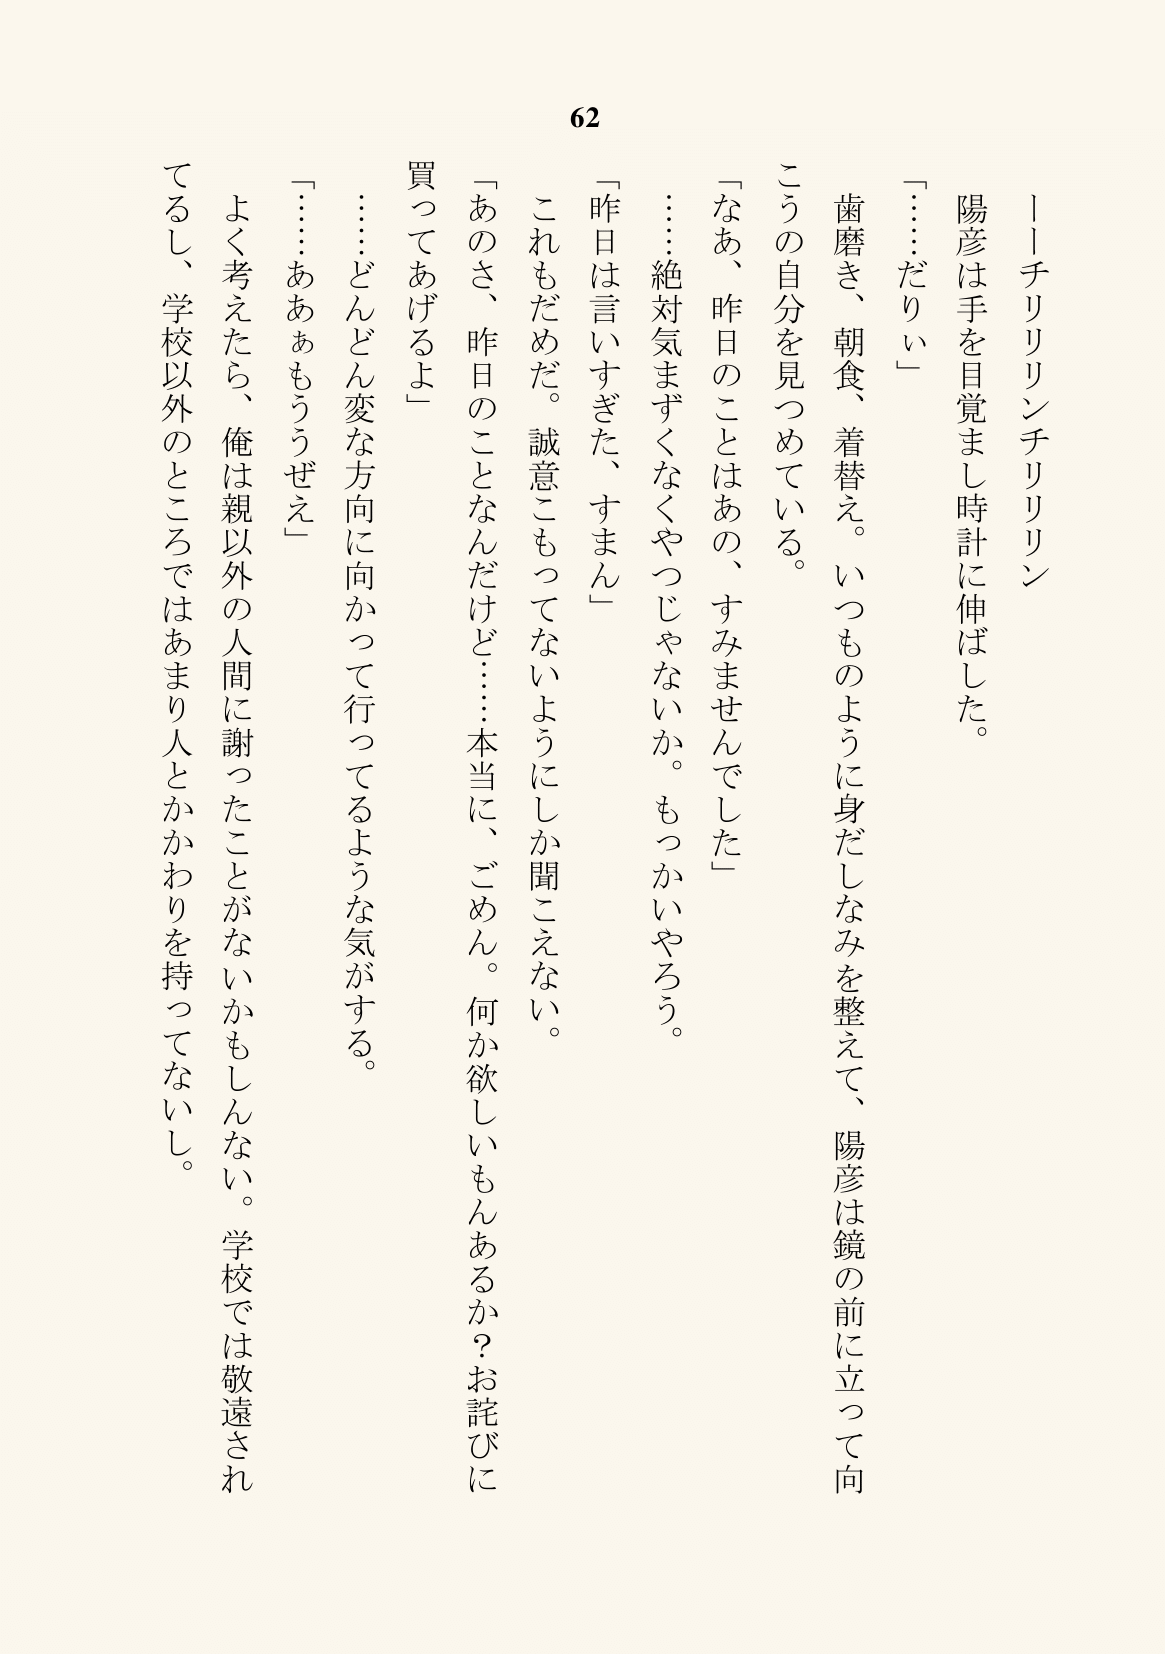 62
ーーチリリリンチリリリン
陽彦は手を目覚まし時計に伸ばした。
「……だりぃ」
歯磨き、朝食、着替え。いつものように身だしなみを整えて、陽彦は鏡の前に立って向
こうの自分を見つめている。
「なあ、昨日のことはあの、すみませんでした」
……絶対気まずくなくやつじゃないか。もっかいやろう。
「昨日は言いすぎた、すまん」
これもだめだ。誠意こもってないようにしか聞こえない。
「あのさ、昨日のことなんだけど……本当に、ごめん。何か欲しいもんあるか？お詫びに
買ってあげるよ」
……どんどん変な方向に向かって行ってるような気がする。
「……あぁぁもううぜえ」
よく考えたら、俺は親以外の人間に謝ったことがないかもしんない。学校では敬遠され
てるし、学校以外のところではあまり人とかかわりを持ってないし。